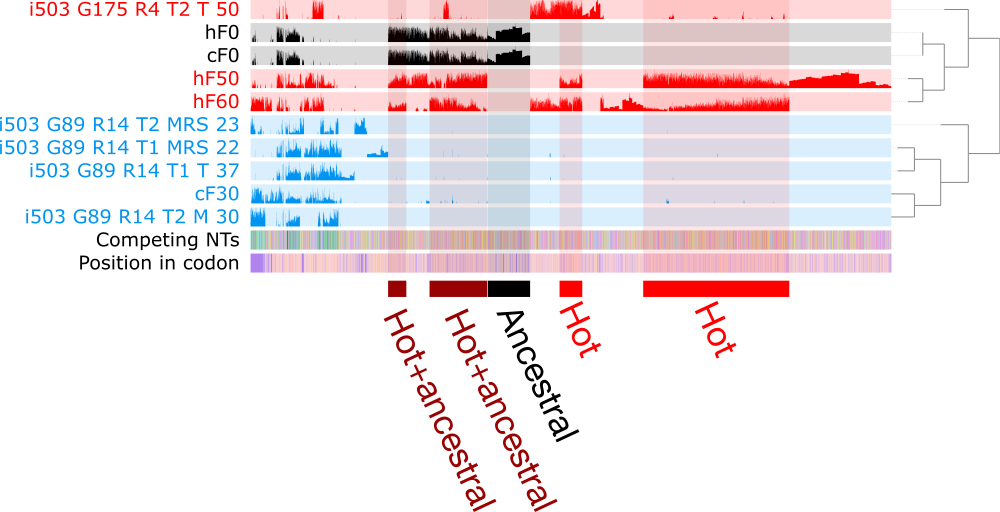 i503 G175 R4 T2 T 50
hF0
cF0
hF50
hF60
i503 G89 R14 T2 MRS 23
i503 G89 R14 T1 MRS 22
i503 G89 R14 T1 T 37
cF30
i503 G89 R14 T2 M 30
Competing NTs
Position in codon
Hot+ancestral
Hot+ancestral
Ancestral
Hot
Hot